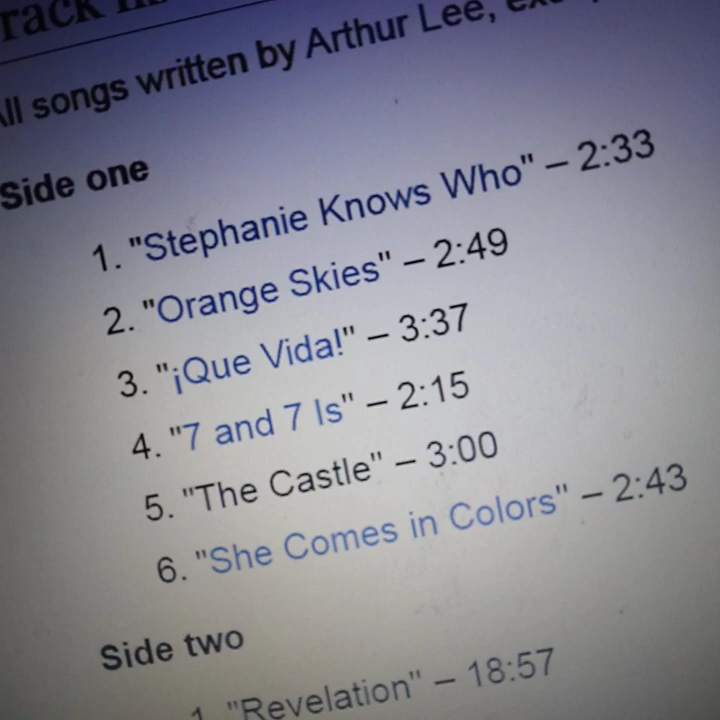 All songs written by Arthur Lee,
Side one
1. "Stephanie Knows Who" – 2:33
2. "Orange Skies" – 2:49
3. "¡Que Vida!" – 3:37
4. "7 and 7 Is" – 2:15
5. "The Castle" – 3:00
6. "She Comes in Colors" – 2:43
Side two
1. "Revelation" – 18:57